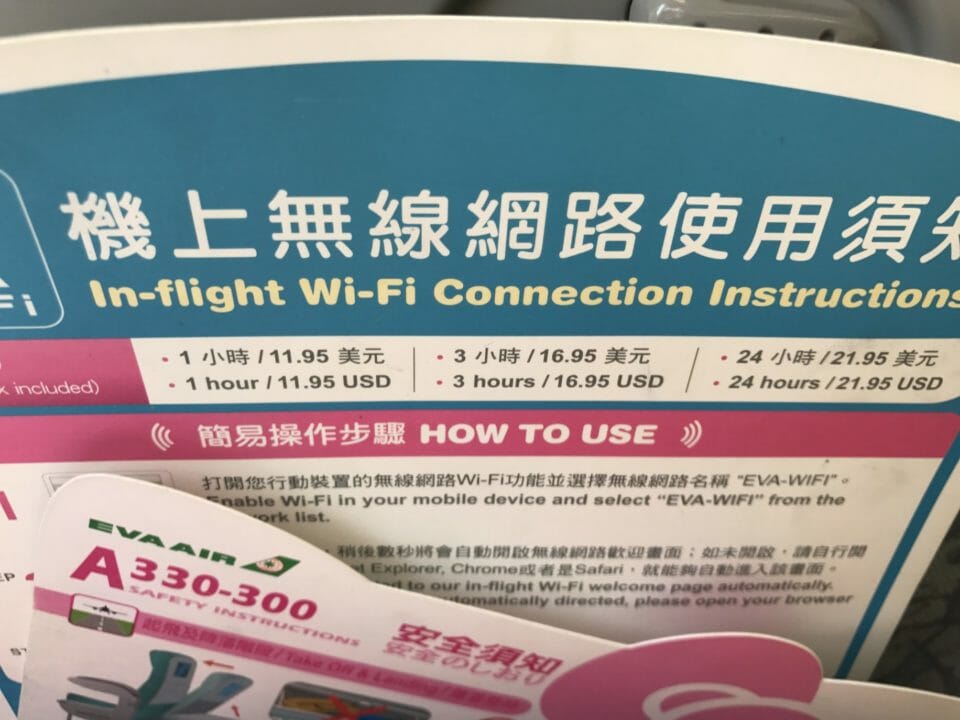 Fi
機上無線網路使用須知
In-flight Wi-Fi Connection Instructions
included)
• 1 小時 / 11.95 美元
• 1 hour / 11.95 USD
• 3 小時 / 16.95 美元
• 3 hours / 16.95 USD
• 24 小時 / 21.95 美元
• 24 hours / 21.95 USD
簡易操作步驟 HOW TO USE
打開您行動裝置的無線網路Wi-Fi功能並選擇無線網路名稱 "EVA-WIFI"。
Enable Wi-Fi in your mobile device and select "EVA-WIFI" from the
list.
稍後數秒將會自動開啟無線網路歡迎畫面；如未開啟，請自行開
Explorer, Chrome或者是Safari，就能夠自動進入該畫面。
to our in-flight Wi-Fi welcome page automatically.
automatically directed, please open your browser
EVA AIR
A330-300
SAFETY INSTRUCTIONS
安全須知
安全のしおり
起飛及降落階段 / Take Off & Landing /